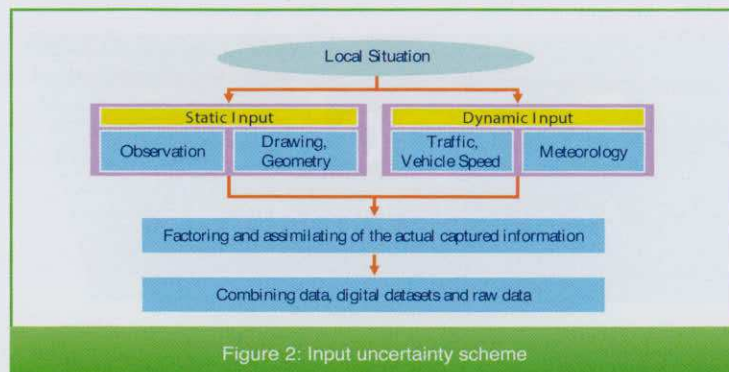 Local Situation
Static Input
Dynamic Input
Observation
Drawing,
Geometry
Traffic,
Vehicle Speed
Meteorology
Factoring and assimilating of the actual captured information
Combining data, digital datasets and raw data
Figure 2: Input uncertainty scheme